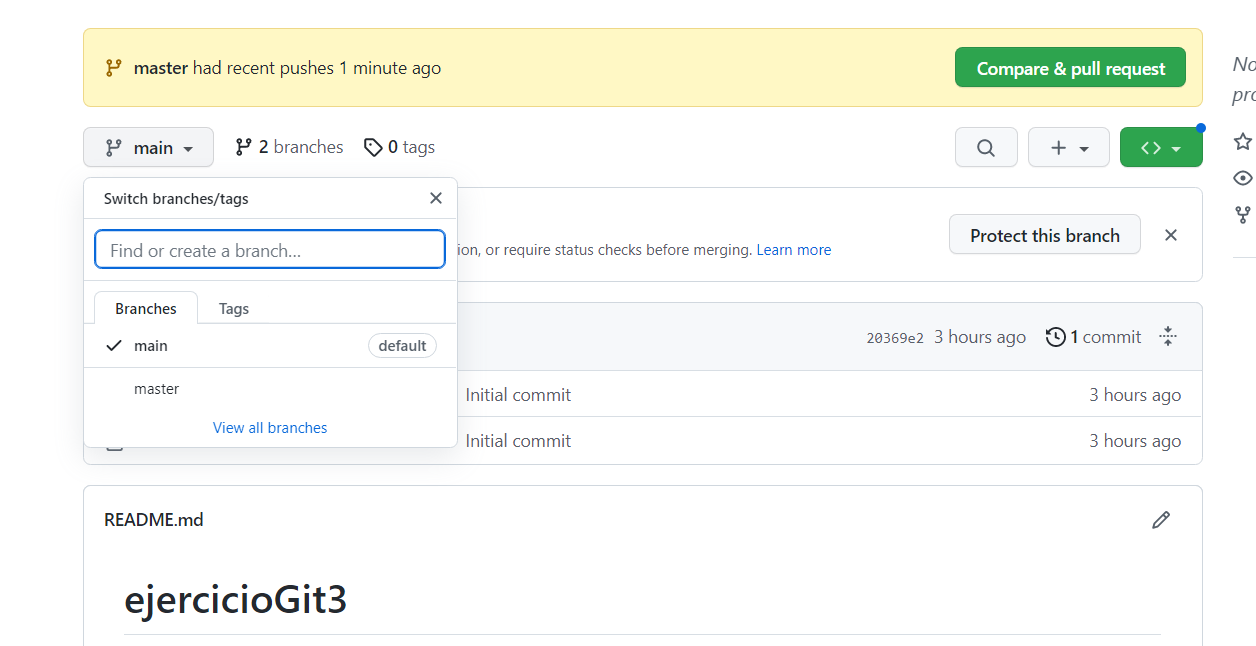 master had recent pushes 1 minute ago
Compare & pull request
main
2 branches
0 tags
Switch branches/tags
Find or create a branch...
ion, or require status checks before merging. Learn more
Protect this branch
Branches
Tags
main
default
20369e2 3 hours ago
1 commit
master
Initial commit
3 hours ago
View all branches
Initial commit
3 hours ago
README.md
ejercicioGit3
No
pro